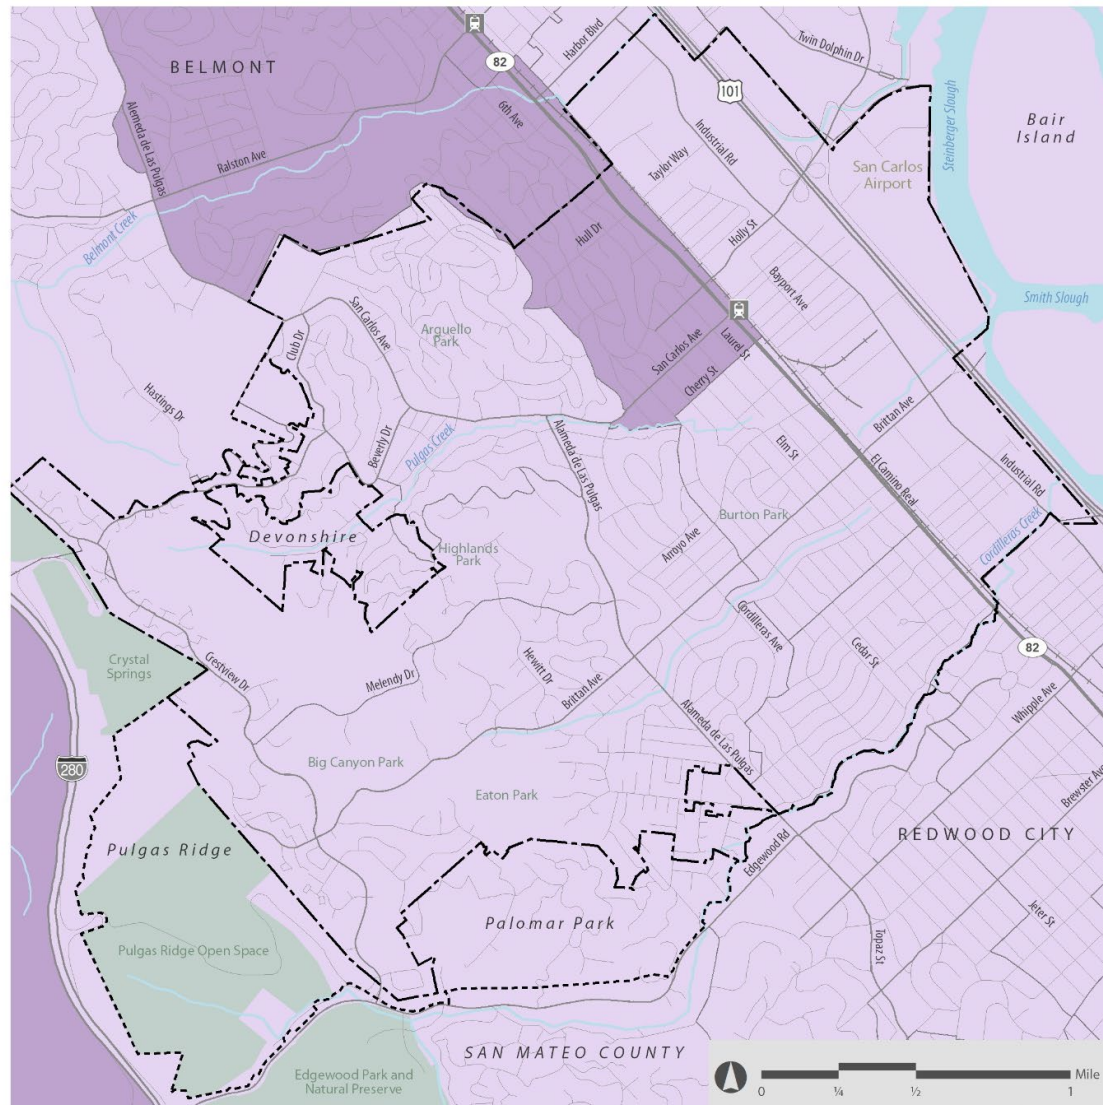 BELMONT
82
Harbor Blvd
Twin Dolphin Dr
101
6th Ave
Industrial Rd
Steinberger Slough
Bair
Island
Alameda de Las Pulgas
Ralston Ave
Taylor Way
San Carlos
Airport
Belmont Creek
Hull Dr
Holly St
Bayport Ave
Smith Slough
San Carlos Ave
Club Dr
Arguello
Park
San Carlos Ave
Laurel St
Cherry St
Hastings Dr
Beverly Dr
Pulgas Creek
Alameda de Las Pulgas
Elm St
Brittan Ave
El Camino Real
Industrial Rd
Burton Park
Devonshire
Highlands
Park
Arroyo Ave
Cordilleras Creek
Cordilleras Ave
Crystal
Springs
Crestview Dr
Melendy Dr
Hewitt Dr
Brittan Ave
Cedar St
82
Whipple Ave
280
Big Canyon Park
Alameda de Las Pulgas
Eaton Park
Brewster Ave
Pulgas Ridge
Edgewood Rd
REDWOOD CITY
Palomar Park
Jeter St
Topaz St
Pulgas Ridge Open Space
SAN MATEO COUNTY
Edgewood Park and
Natural Preserve
Mile
0 ¼ ½ 1